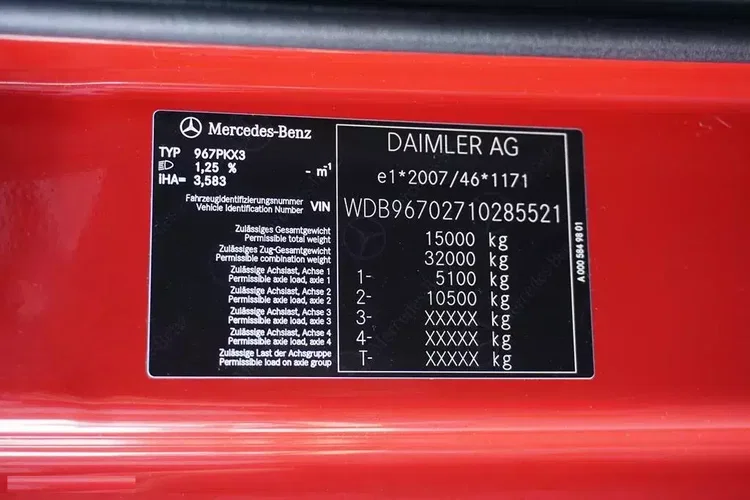 Mercedes-Benz
TYP 967PKX3
1,25 % - m⁻¹
iHA= 3,583
Fahrzeugidentifizierungsnummer
Vehicle Identification Number VIN
Zulässiges Gesamtgewicht
Permissible total weight
Zulässiges Zug-Gesamtgewicht
Permissible combination weight
Zulässige Achslast, Achse 1
Permissible axle load, axle 1
Zulässige Achslast, Achse 2
Permissible axle load, axle 2
Zulässige Achslast, Achse 3
Permissible axle load, axle 3
Zulässige Achslast, Achse 4
Permissible axle load, axle 4
Zulässige Last der Achsgruppe
Permissible load on axle group
DAIMLER AG
e1*2007/46*1171
WDB96702710285521
15000 kg
32000 kg
1- 5100 kg
2- 10500 kg
3- XXXXX kg
4- XXXXX kg
T- XXXXX kg
A 000 584 98 01